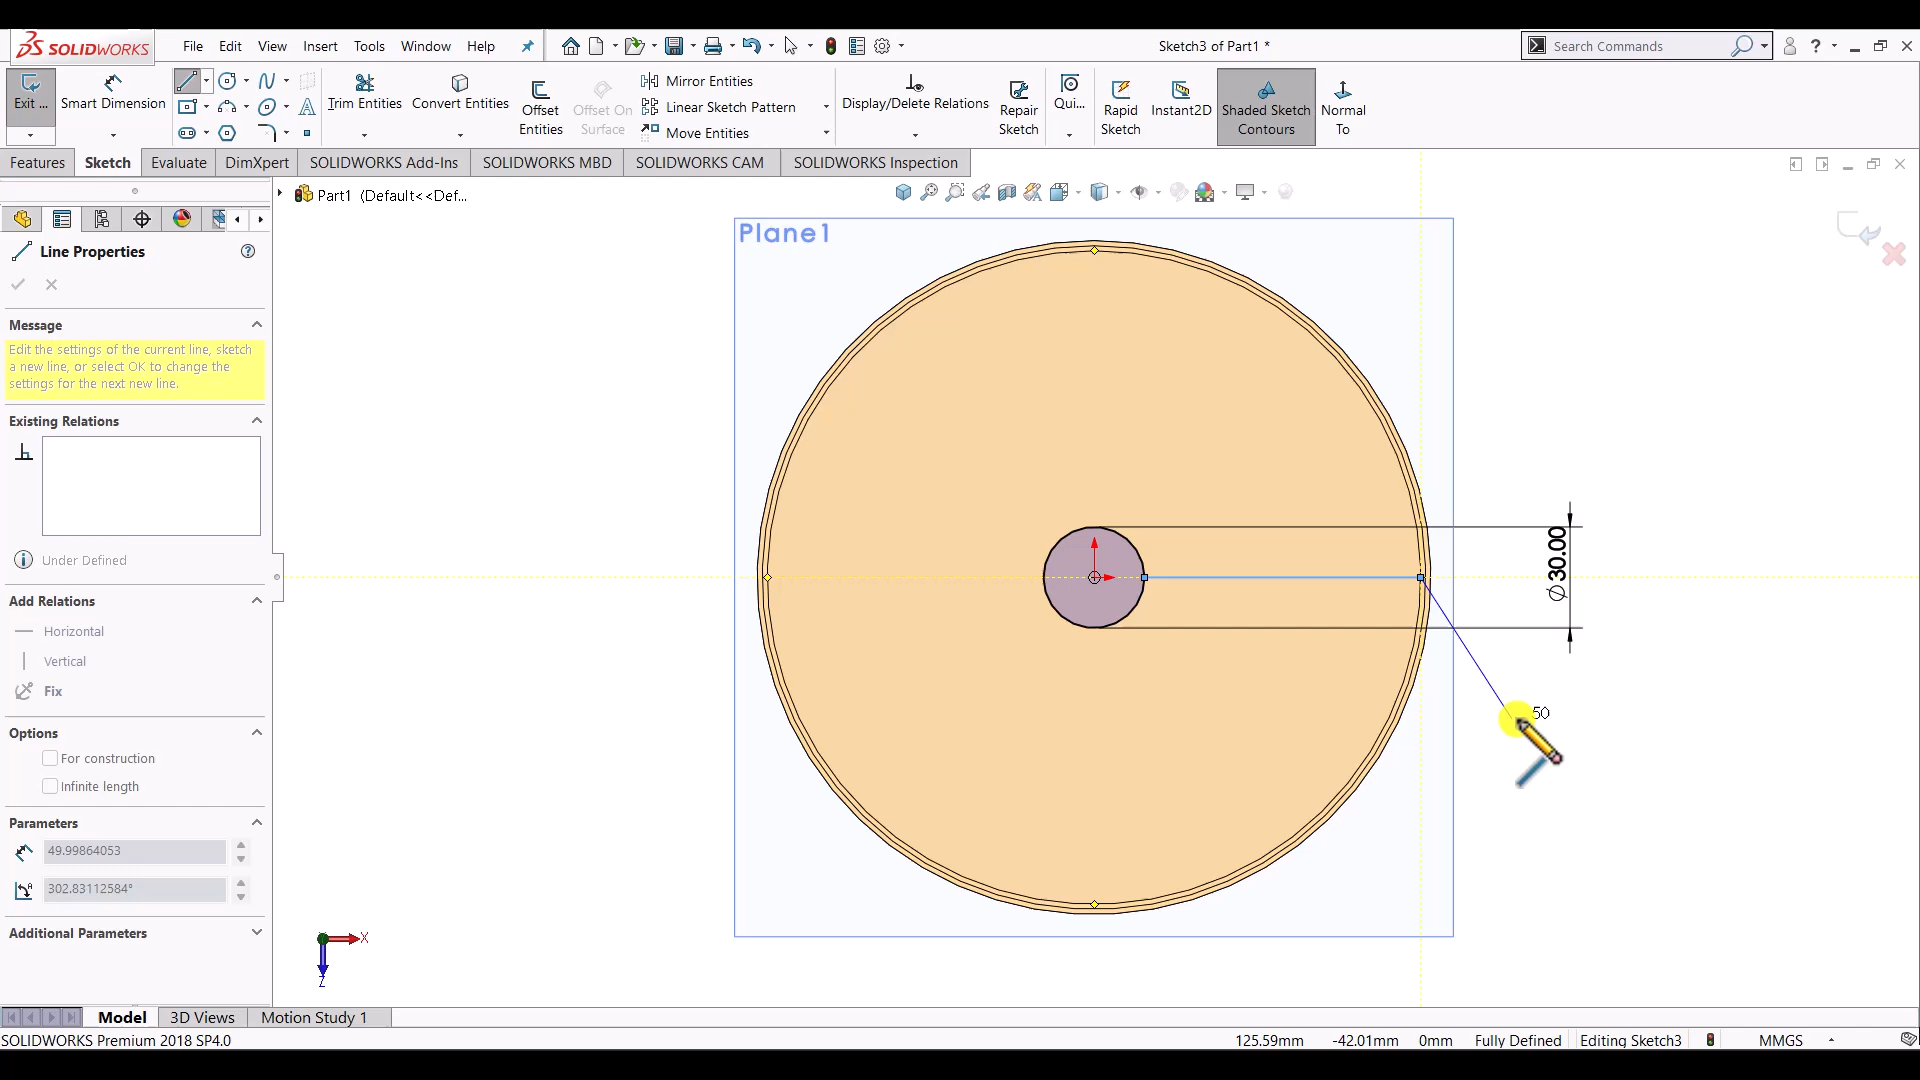 SOLIDWORKS File Edit View Insert Tools Window Help Sketch3 of Part1 * Search Commands
Exit ... Smart Dimension Trim Entities Convert Entities Offset Entities Offset On Surface Mirror Entities Linear Sketch Pattern Move Entities Display/Delete Relations Repair Sketch Qui... Rapid Sketch Instant2D Shaded Sketch Contours Normal To
Features Sketch Evaluate DimXpert SOLIDWORKS Add-Ins SOLIDWORKS MBD SOLIDWORKS CAM SOLIDWORKS Inspection
Part1 (Default<<Def...
Plane1
Line Properties
Message
Edit the settings of the current line, sketch
a new line, or select OK to change the
settings for the next new line.
Existing Relations
Under Defined
Add Relations
Horizontal
Vertical
Fix
Options
For construction
Infinite length
Parameters
49.99864053
302.83112584°
Additional Parameters
∅30.00
50
X
Z
Model 3D Views Motion Study 1
SOLIDWORKS Premium 2018 SP4.0 125.59mm -42.01mm 0mm Fully Defined Editing Sketch3 MMGS